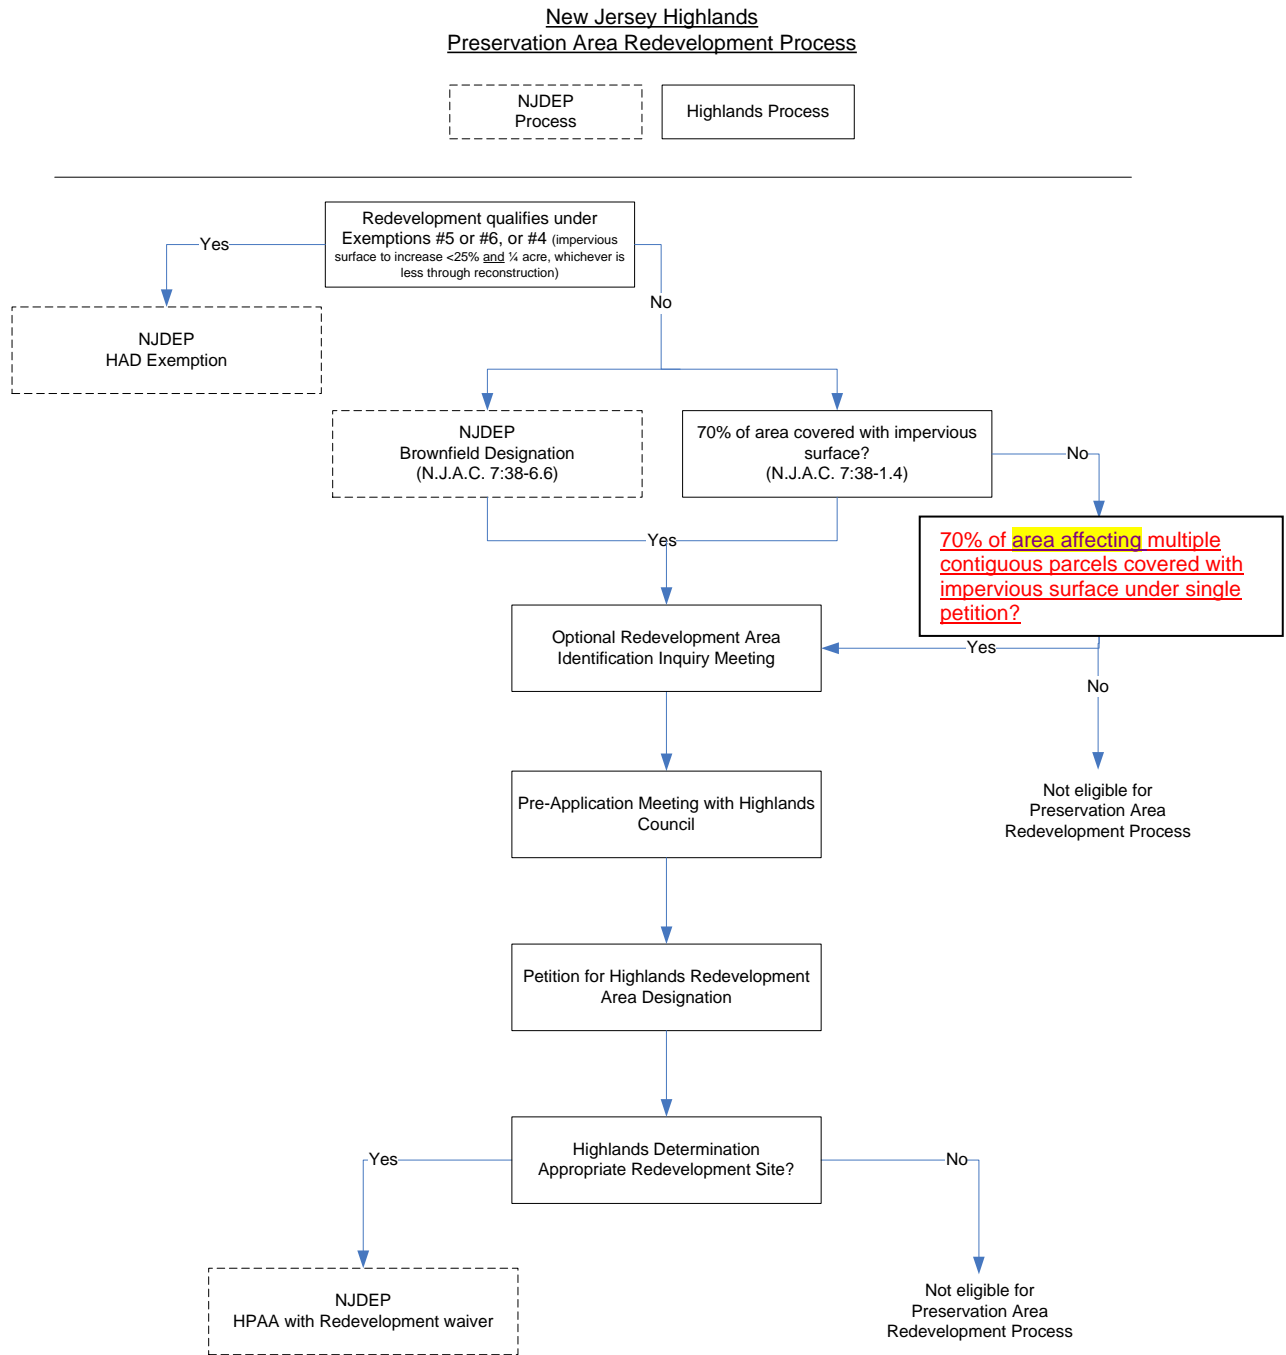 New Jersey Highlands
Preservation Area Redevelopment Process
NJDEP
Process
Highlands Process
Redevelopment qualifies under
Exemptions #5 or #6, or #4 (impervious
surface to increase <25% and ¼ acre, whichever is
less through reconstruction)
Yes
No
NJDEP
HAD Exemption
NJDEP
Brownfield Designation
(N.J.A.C. 7:38-6.6)
70% of area covered with impervious
surface?
(N.J.A.C. 7:38-1.4)
No
Yes
70% of area affecting multiple
contiguous parcels covered with
impervious surface under single
petition?
Optional Redevelopment Area
Identification Inquiry Meeting
Yes
No
Pre-Application Meeting with Highlands
Council
Not eligible for
Preservation Area
Redevelopment Process
Petition for Highlands Redevelopment
Area Designation
Highlands Determination
Appropriate Redevelopment Site?
Yes
No
NJDEP
HPAA with Redevelopment waiver
Not eligible for
Preservation Area
Redevelopment Process